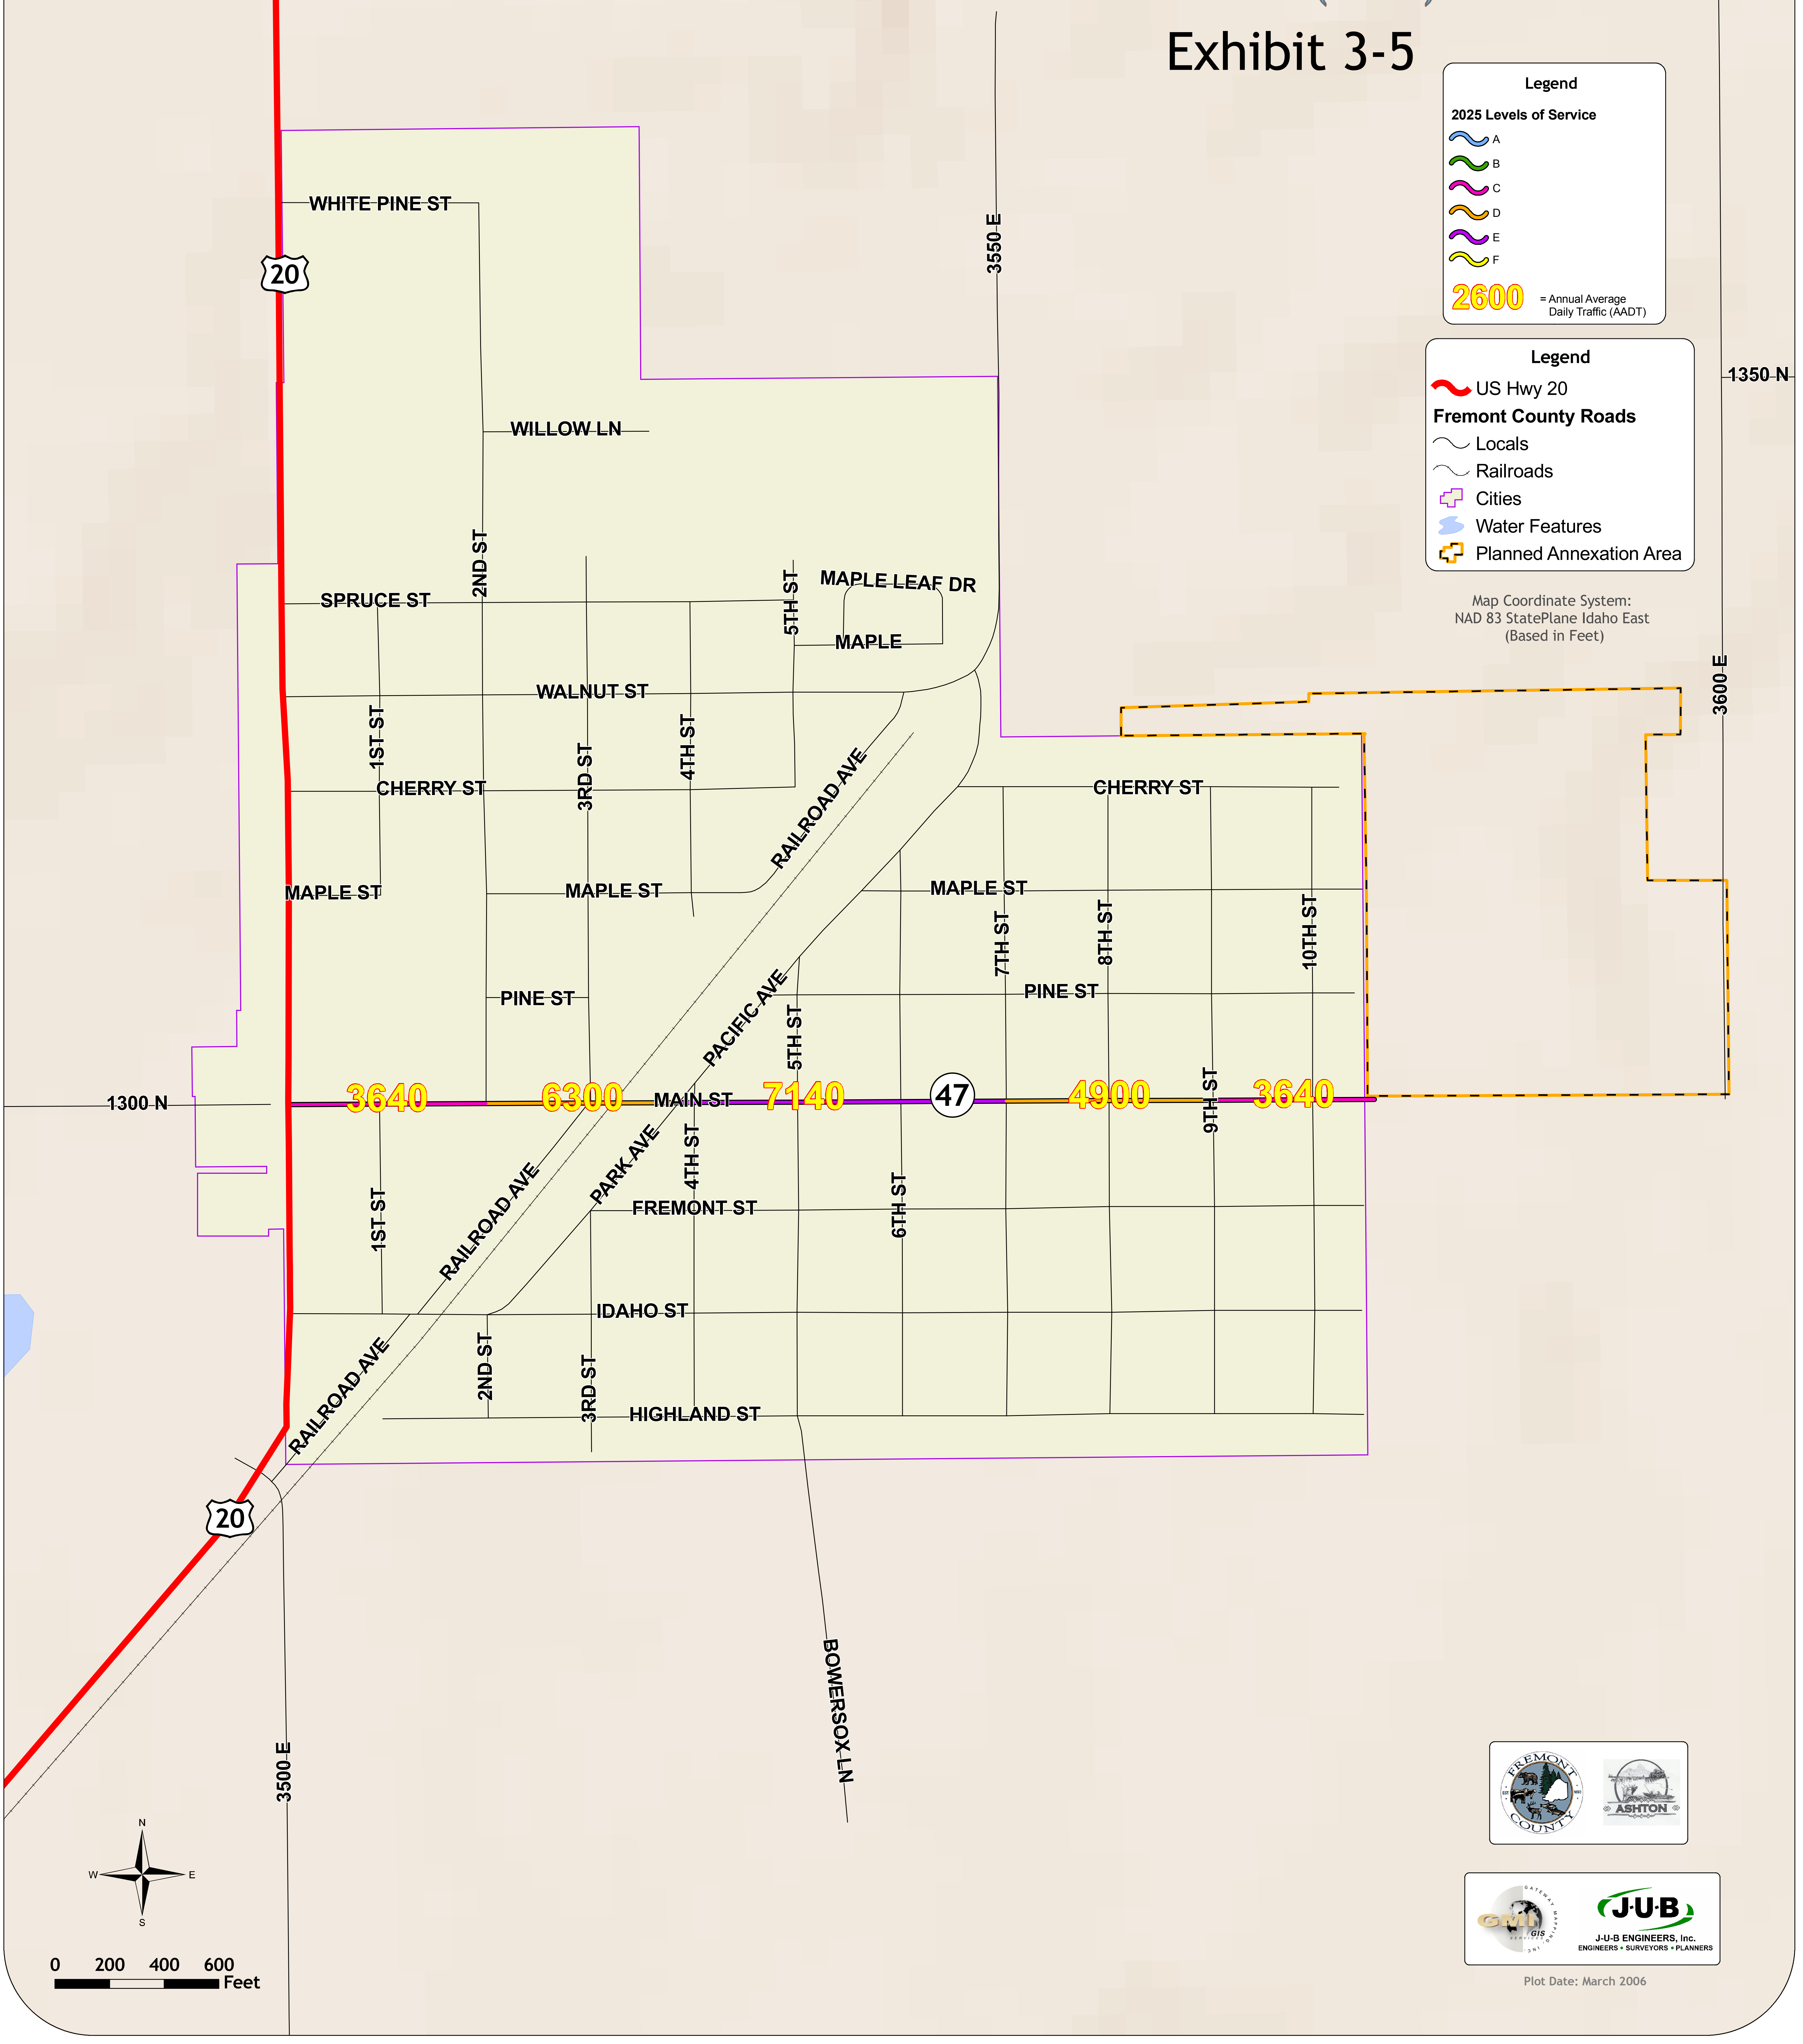 Exhibit 3-5
Legend
2025 Levels of Service
A
B
C
D
E
F
2600
= Annual Average
Daily Traffic (AADT)
Legend
US Hwy 20
Fremont County Roads
Locals
Railroads
Cities
Water Features
Planned Annexation Area
Map Coordinate System:
NAD 83 StatePlane Idaho East
(Based in Feet)
WHITE PINE ST
20
3550 E
1350 N
WILLOW LN
2ND ST
SPRUCE ST
5TH ST
MAPLE LEAF DR
MAPLE
3600 E
WALNUT ST
1ST ST
3RD ST
4TH ST
CHERRY ST
RAILROAD AVE
CHERRY ST
MAPLE ST
MAPLE ST
MAPLE ST
7TH ST
8TH ST
10TH ST
PINE ST
PACIFIC AVE
5TH ST
PINE ST
1300 N
3640
6300
MAIN ST
7140
47
4900
9TH ST
3640
PARK AVE
4TH ST
RAILROAD AVE
1ST ST
FREMONT ST
6TH ST
IDAHO ST
RAILROAD AVE
2ND ST
3RD ST
HIGHLAND ST
20
BOWERSOX LN
3500 E
N
W
E
S
0 200 400 600
Feet
FREMONT
COUNTY
ASHTON
GATEWAY MAPPING, INC.
GMI
GIS
SERVICES
J-U-B
J-U-B ENGINEERS, Inc.
ENGINEERS • SURVEYORS • PLANNERS
Plot Date: March 2006